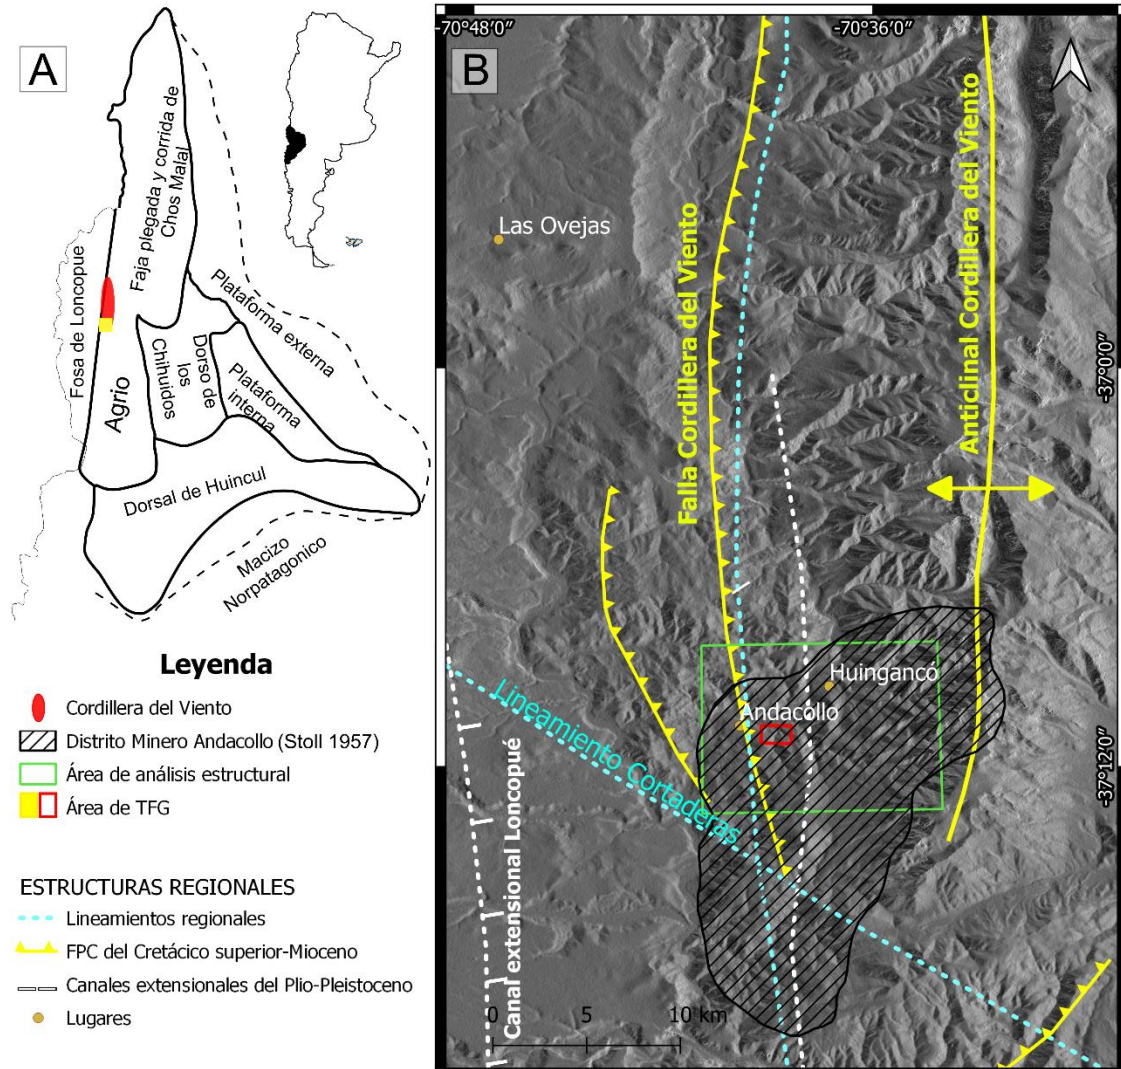 A
Faja plegada y corrida de
Chos Malal
Fosa de Loncopue
Plataforma externa
Agrio
Dorso de
los
Chihuidos
Plataforma
interna
Dorsal de Huincul
Macizo
Norpatagonico
Leyenda
Cordillera del Viento
Distrito Minero Andacollo (Stoll 1957)
Área de análisis estructural
Área de TFG
ESTRUCTURAS REGIONALES
Lineamientos regionales
FPC del Cretácico superior-Mioceno
Canales extensionales del Plio-Pleistoceno
Lugares
B
-70°48'0"
-70°36'0"
-37°0'0"
-37°12'0"
Las Ovejas
Falla Cordillera del Viento
Anticlinal Cordillera del Viento
Huingancó
Andacollo
Lineamiento Cortaderas
Canal extensional Loncopué
0 5 10 km